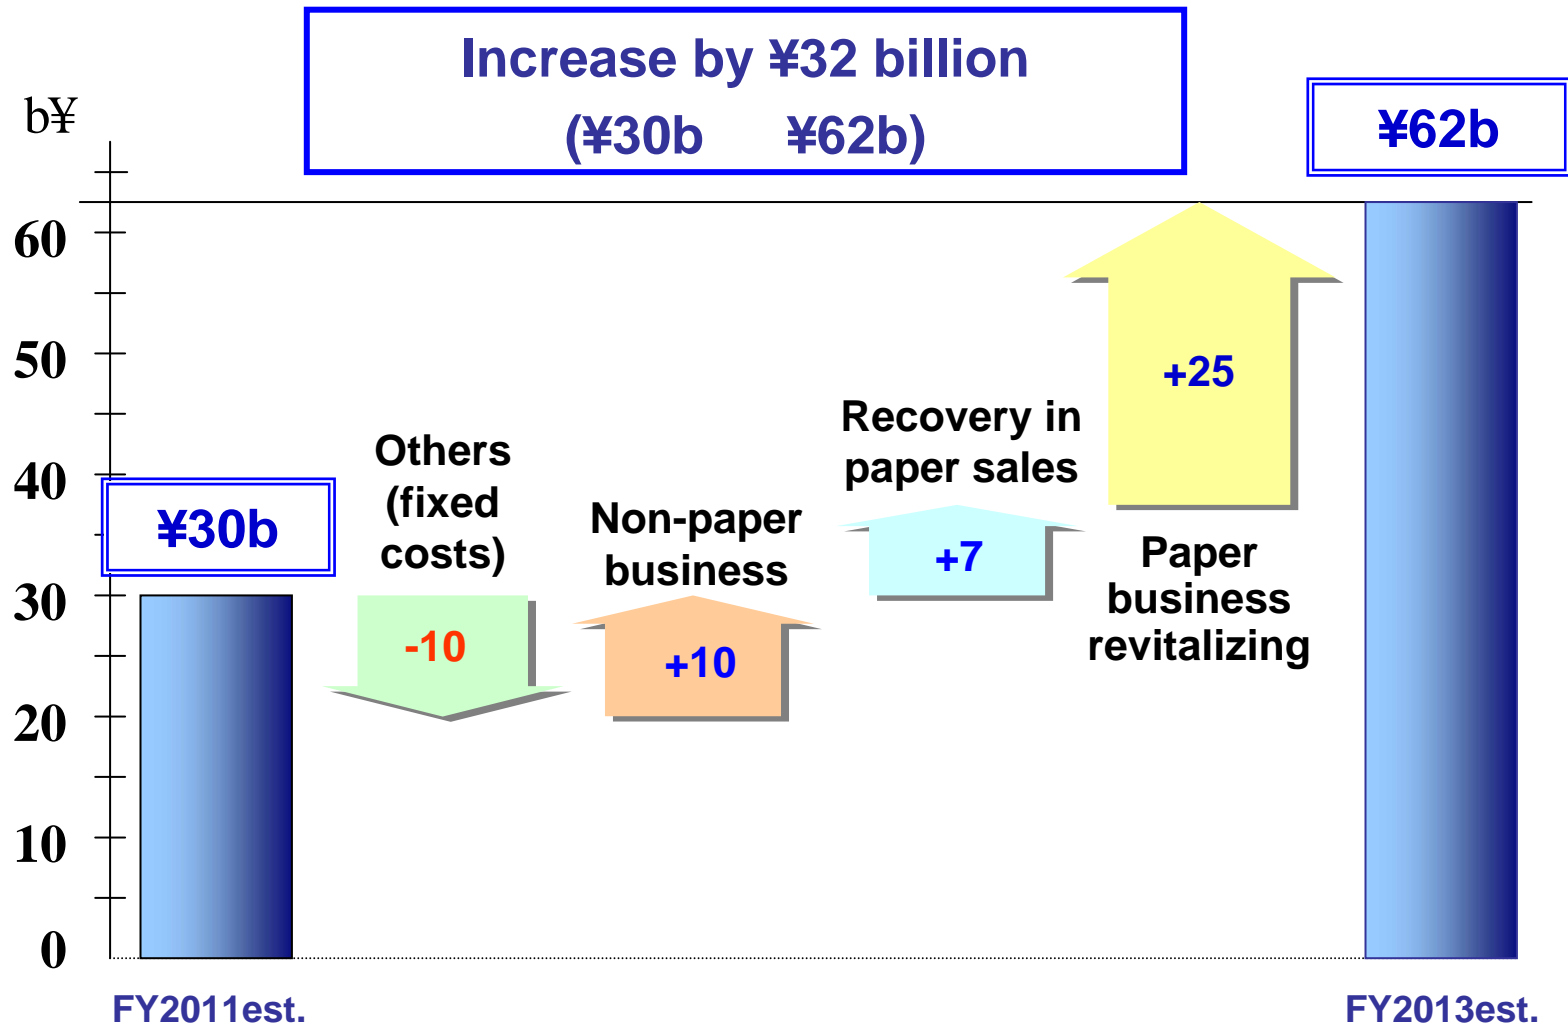 Increase by ¥32 billion
(¥30b ¥62b)
b¥
¥62b
60
50
40
30
20
10
0
¥30b
Others
(fixed
costs)
-10
Non-paper
business
+10
Recovery in
paper sales
+7
+25
Paper
business
revitalizing
FY2011est.
FY2013est.